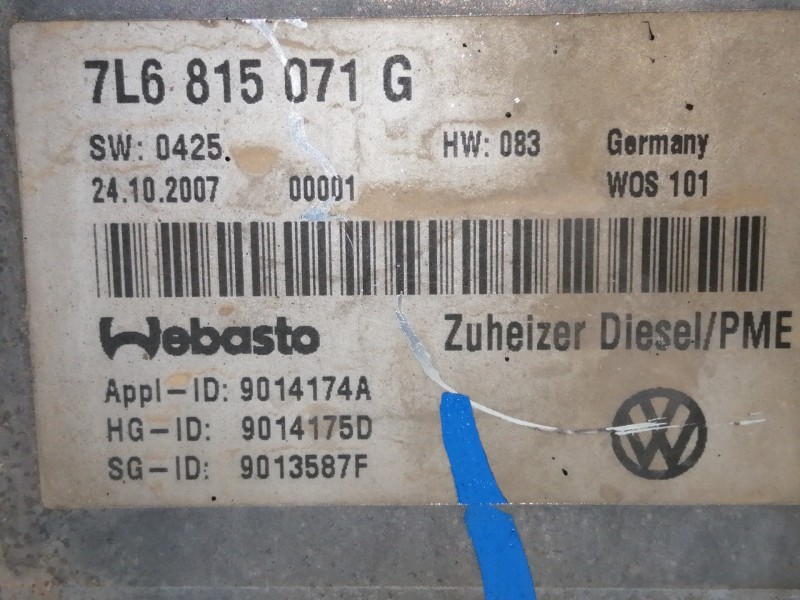 7L6 815 071 G
SW: 0425 HW: 083 Germany
24.10.2007 00001 WOS 101
Webasto Zuheizer Diesel/PME
Appl-ID: 9014174A
HG-ID: 9014175D
SG-ID: 9013587F